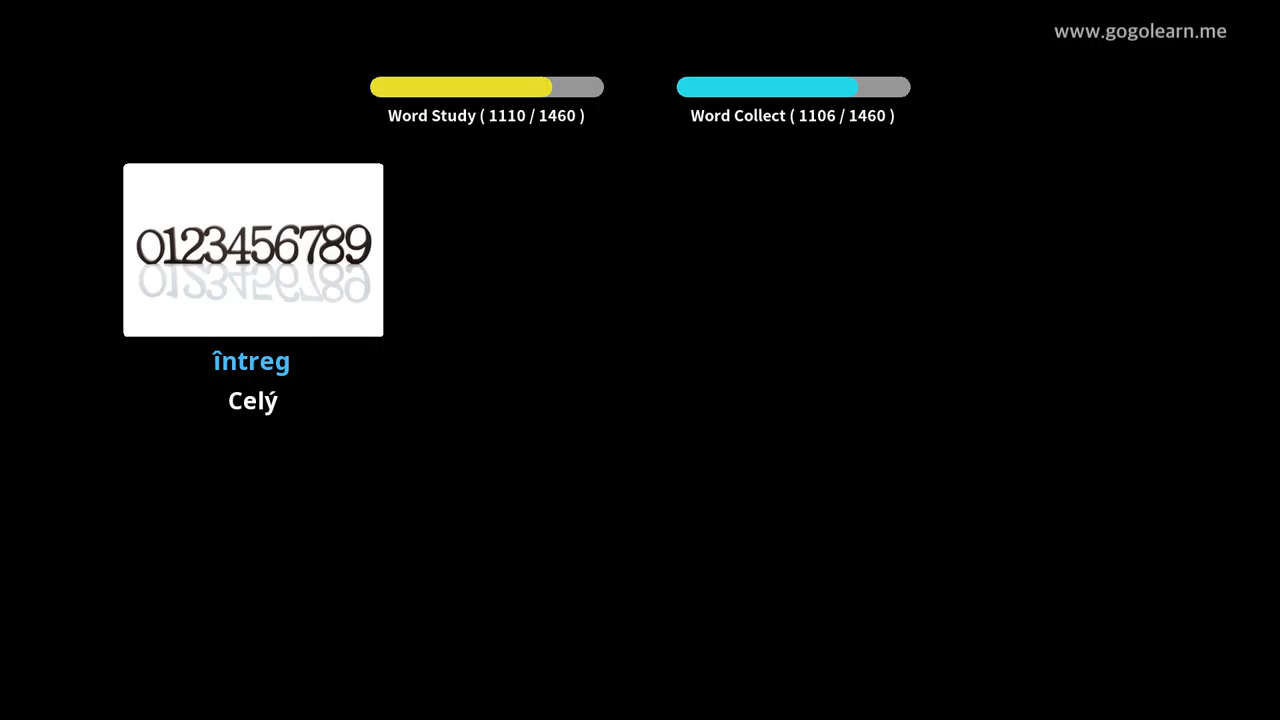 www.gogolearn.me
Word Study ( 1110 / 1460 )
Word Collect ( 1106 / 1460 )
0123456789
întreg
Celý